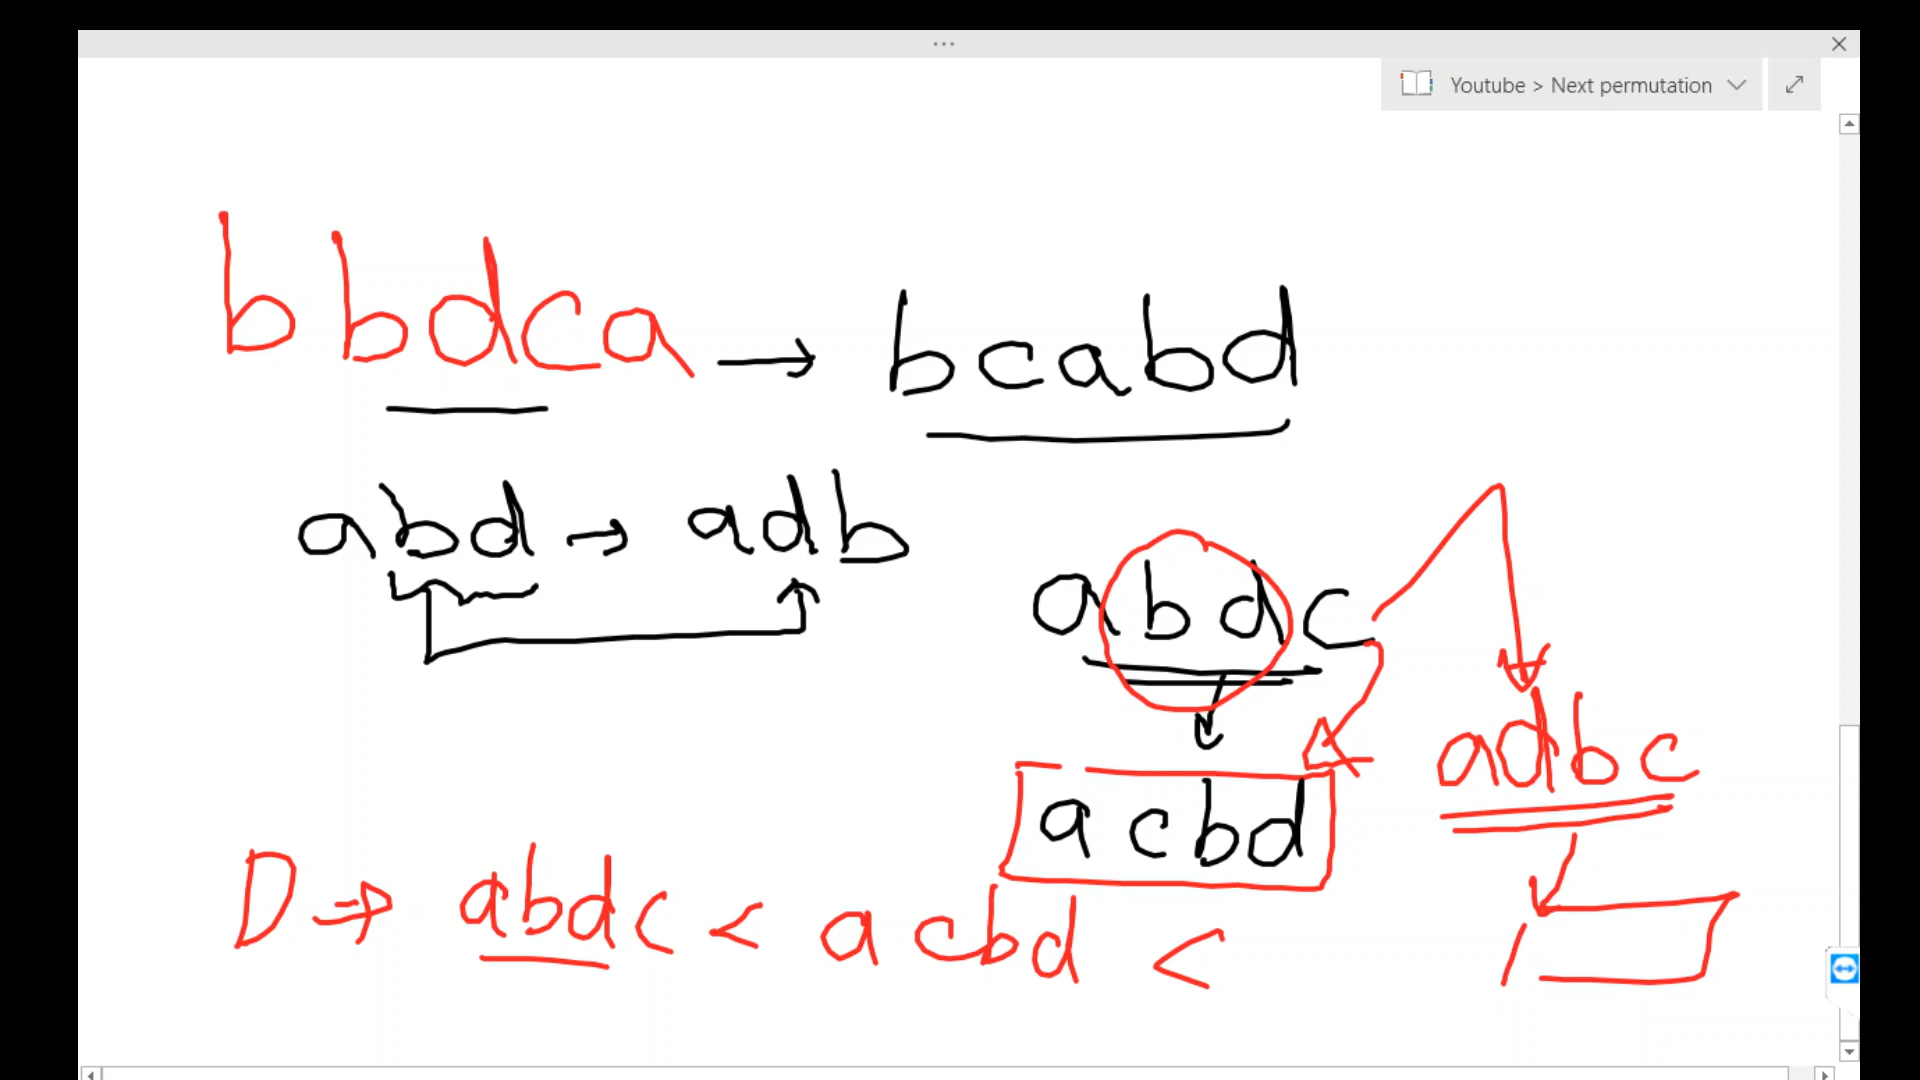 ...
Youtube > Next permutation
bbdca → bcabd
abd → adb
abdc
adbc
acbd
D ⇒ abdc < acbd <